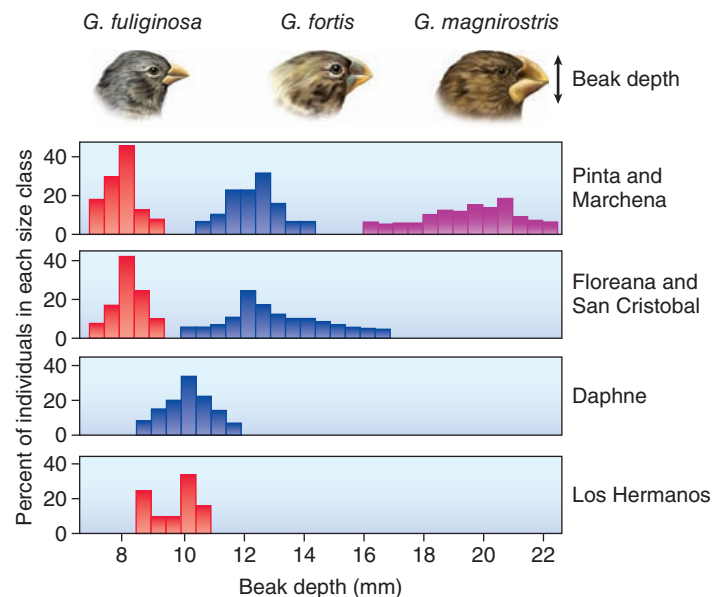 G. fuliginosa G. fortis G. magnirostris
Beak depth
Percent of individuals in each size class
40
20
0
Pinta and
Marchena
40
20
0
Floreana and
San Cristobal
40
20
0
Daphne
40
20
0
Los Hermanos
8 10 12 14 16 18 20 22
Beak depth (mm)